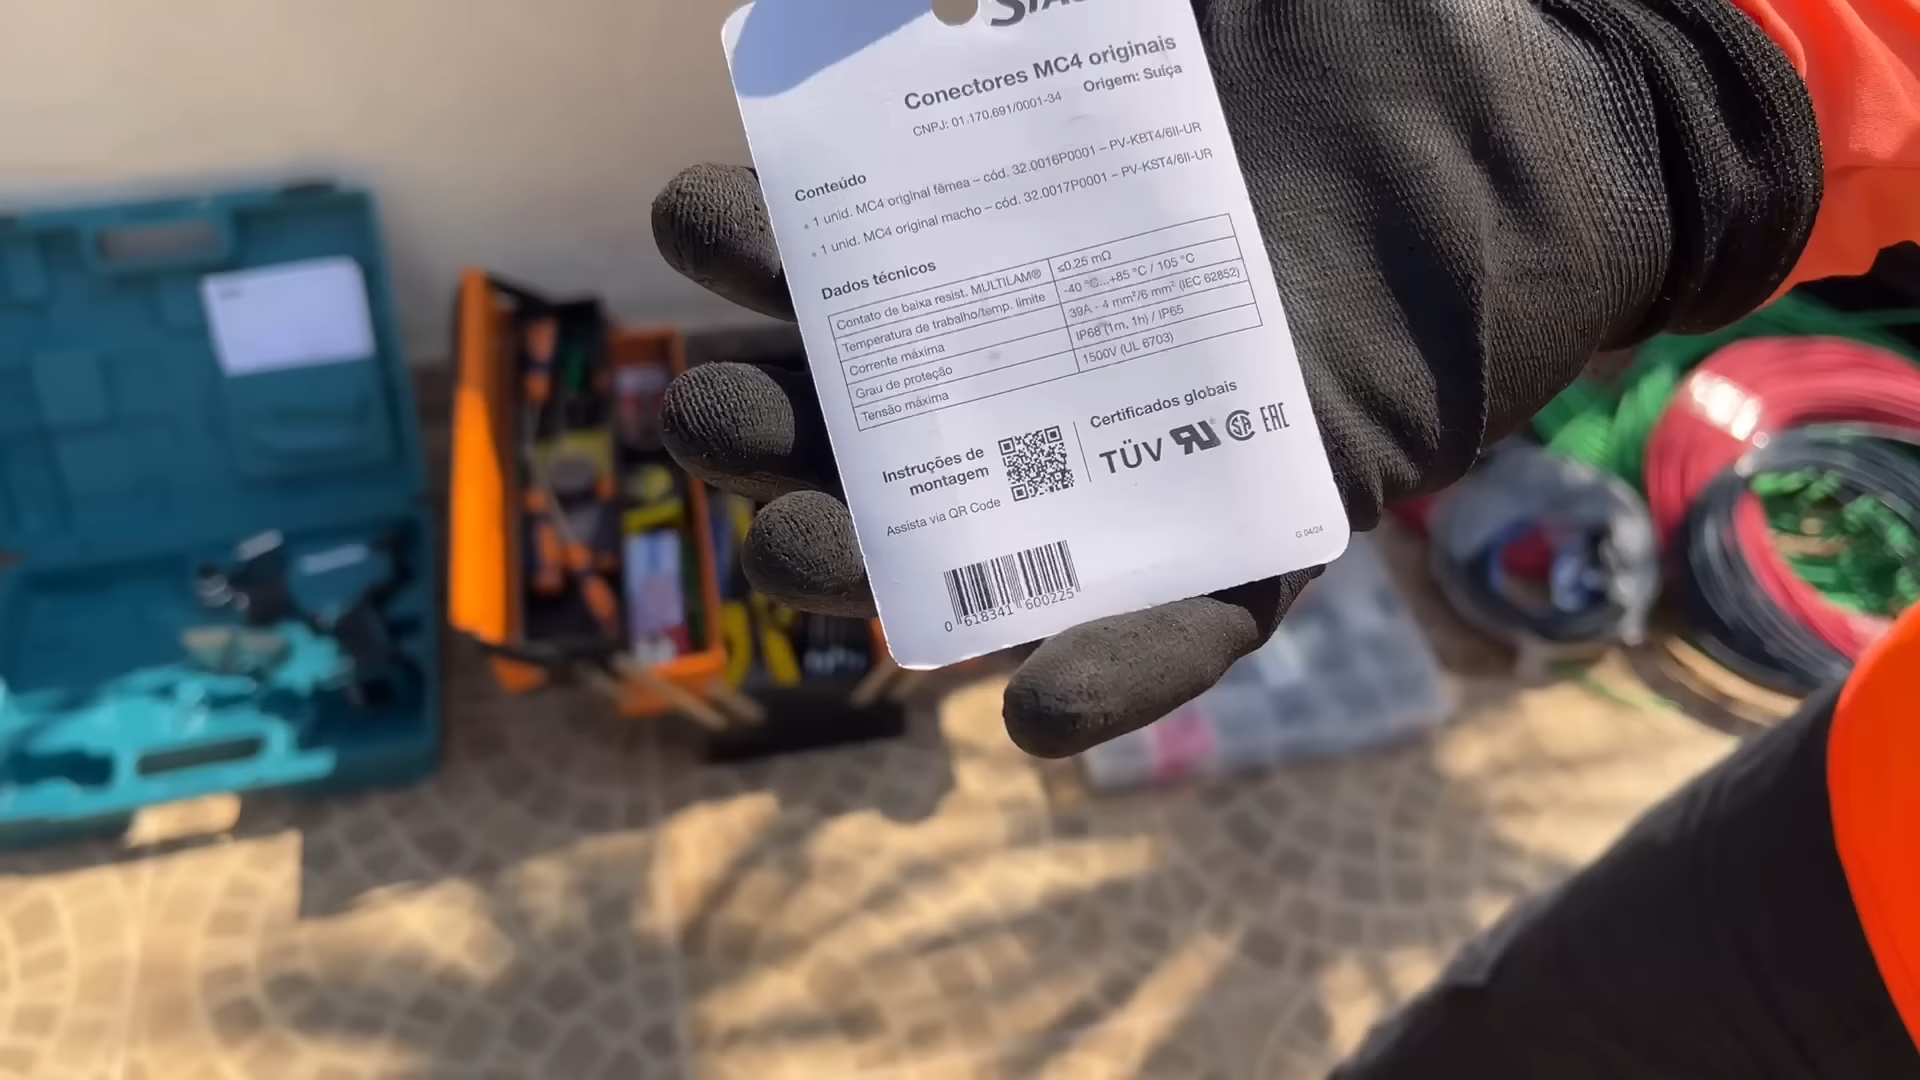 Conectores MC4 originais
CNPJ: 01.170.691/0001-34 Origem: Suíça
Conteúdo
• 1 unid. MC4 original fêmea – cód. 32.0016P0001 – PV-KBT4/6II-UR
• 1 unid. MC4 original macho – cód. 32.0017P0001 – PV-KST4/6II-UR
Dados técnicos
Contato de baixa resist. MULTILAM® ≤0,25 mΩ
Temperatura de trabalho/temp. limite -40 °C...+85 °C / 105 °C
Corrente máxima 39A - 4 mm²/6 mm² (IEC 62852)
Grau de proteção IP68 (1m, 1h) / IP65
Tensão máxima 1500V (UL 6703)
Instruções de
montagem
Assista via QR Code
Certificados globais
TÜV RU SA EAC
G 04/24
0 618341 600225